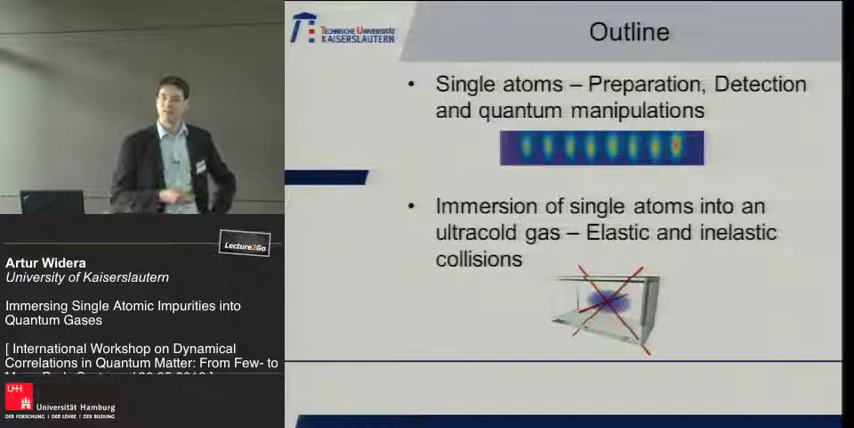 TECHNISCHE UNIVERSITÄT
KAISERSLAUTERN
Outline
• Single atoms – Preparation, Detection
and quantum manipulations
• Immersion of single atoms into an
ultracold gas – Elastic and inelastic
collisions
Lecture2Go
Artur Widera
University of Kaiserslautern
Immersing Single Atomic Impurities into
Quantum Gases
[ International Workshop on Dynamical
Correlations in Quantum Matter: From Few- to
UH
Universität Hamburg
DER FORSCHUNG | DER LEHRE | DER BILDUNG